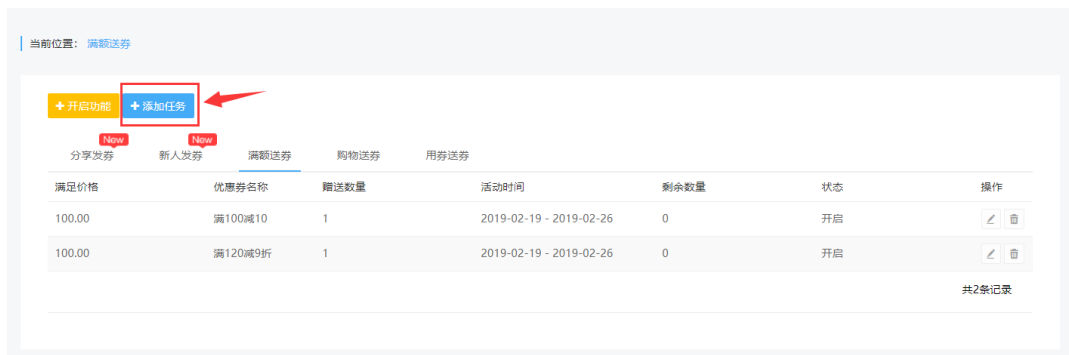 当前位置： 满额送券
+ 开启功能 + 添加任务
New New
分享发券 新人发券 满额送券 购物送券 用券送券
满足价格 优惠券名称 赠送数量 活动时间 剩余数量 状态 操作
100.00 满100减10 1 2019-02-19 - 2019-02-26 0 开启
100.00 满120减9折 1 2019-02-19 - 2019-02-26 0 开启
共2条记录